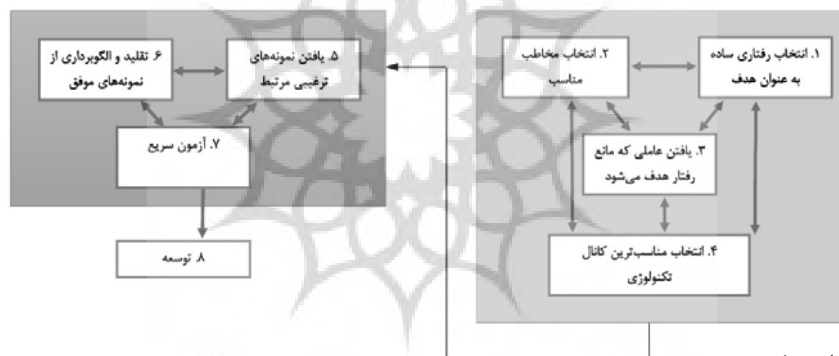 ۱. انتخاب رفتاری ساده
به عنوان هدف
۲. انتخاب مخاطب
مناسب
۳. یافتن عاملی که مانع
رفتار هدف می‌شود
۴. انتخاب مناسب‌ترین کانال
تکنولوژی
۵. یافتن نمونه‌های
ترغیبی مرتبط
۶. تقلید و الگوبرداری از
نمونه‌های موفق
۷. آزمون سریع
۸. توسعه